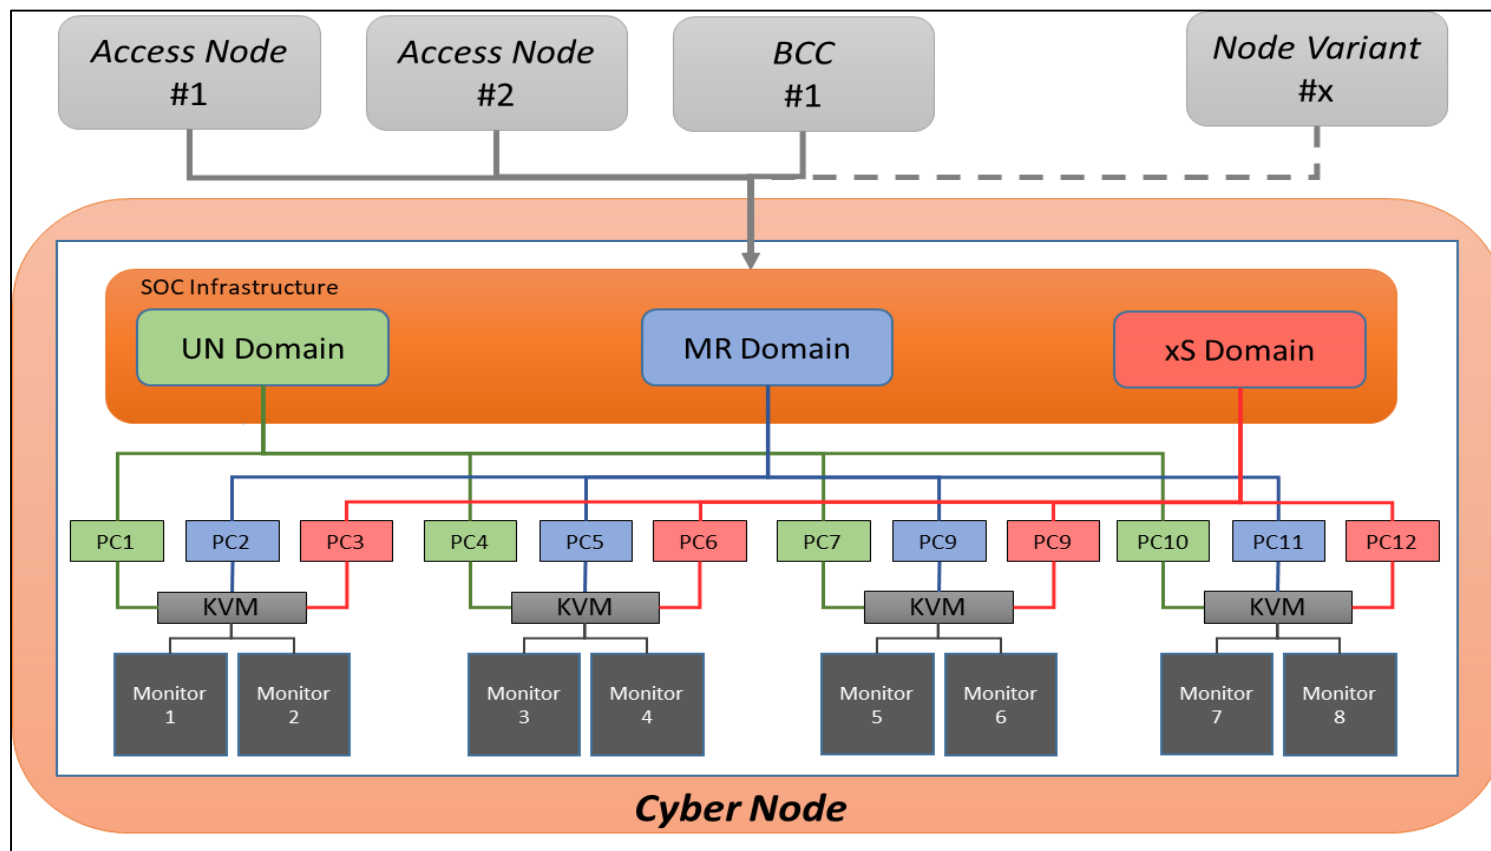 Access Node
#1
Access Node
#2
BCC
#1
Node Variant
#x
SOC Infrastructure
UN Domain
MR Domain
xS Domain
PC1
PC2
PC3
PC4
PC5
PC6
PC7
PC9
PC9
PC10
PC11
PC12
KVM
KVM
KVM
KVM
Monitor
1
Monitor
2
Monitor
3
Monitor
4
Monitor
5
Monitor
6
Monitor
7
Monitor
8
Cyber Node